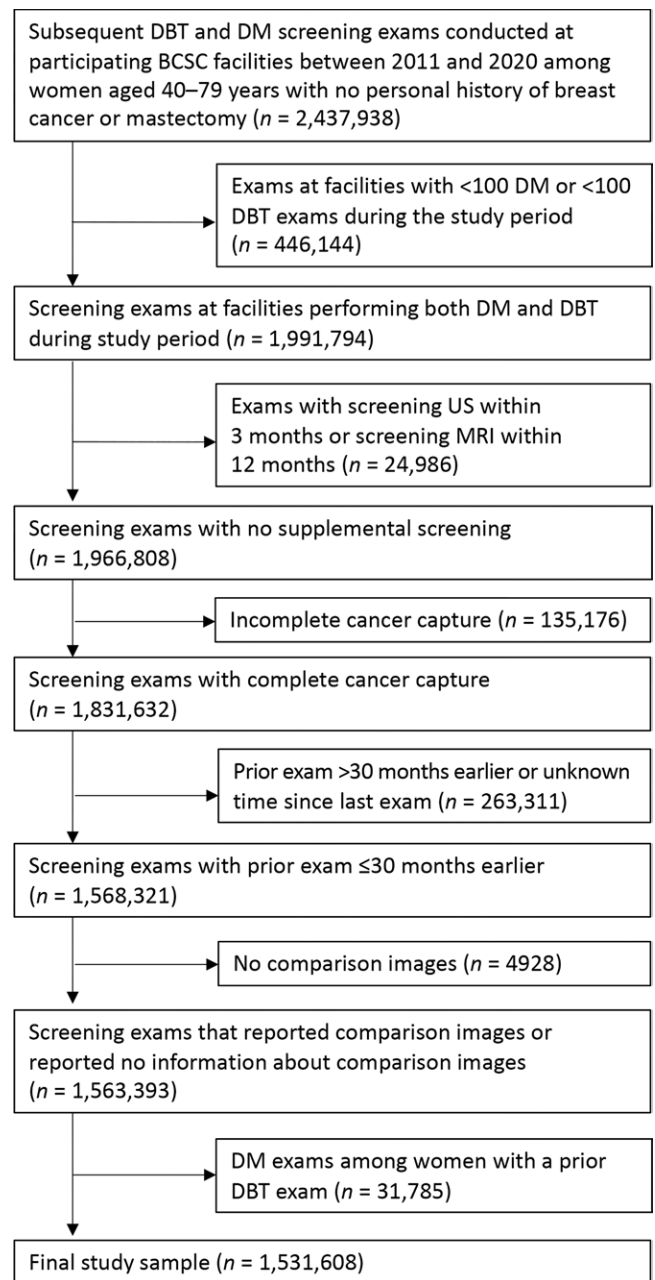 Subsequent DBT and DM screening exams conducted at
participating BCSC facilities between 2011 and 2020 among
women aged 40–79 years with no personal history of breast
cancer or mastectomy (n = 2,437,938)
Exams at facilities with <100 DM or <100
DBT exams during the study period
(n = 446,144)
Screening exams at facilities performing both DM and DBT
during study period (n = 1,991,794)
Exams with screening US within
3 months or screening MRI within
12 months (n = 24,986)
Screening exams with no supplemental screening
(n = 1,966,808)
Incomplete cancer capture (n = 135,176)
Screening exams with complete cancer capture
(n = 1,831,632)
Prior exam >30 months earlier or unknown
time since last exam (n = 263,311)
Screening exams with prior exam ≤30 months earlier
(n = 1,568,321)
No comparison images (n = 4928)
Screening exams that reported comparison images or
reported no information about comparison images
(n = 1,563,393)
DM exams among women with a prior
DBT exam (n = 31,785)
Final study sample (n = 1,531,608)